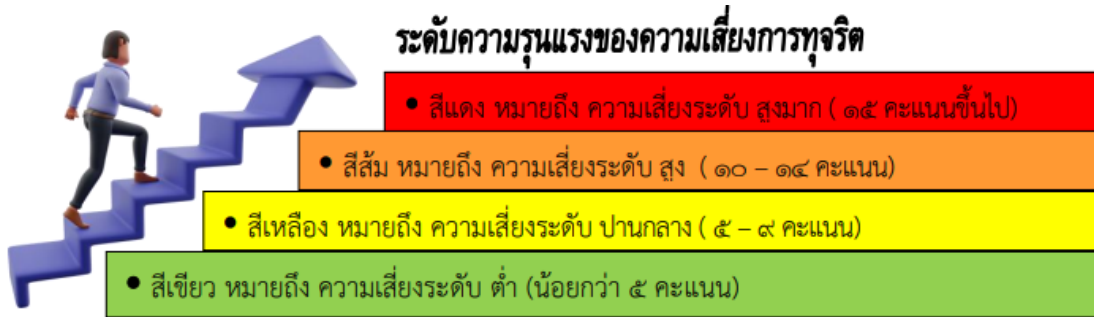 ระดับความรุนแรงของความเสี่ยงการทุจริต
• สีแดง หมายถึง ความเสี่ยงระดับ สูงมาก ( ๑๕ คะแนนขึ้นไป)
• สีส้ม หมายถึง ความเสี่ยงระดับ สูง ( ๑๐ – ๑๔ คะแนน)
• สีเหลือง หมายถึง ความเสี่ยงระดับ ปานกลาง ( ๕ – ๙ คะแนน)
• สีเขียว หมายถึง ความเสี่ยงระดับ ต่ำ (น้อยกว่า ๕ คะแนน)